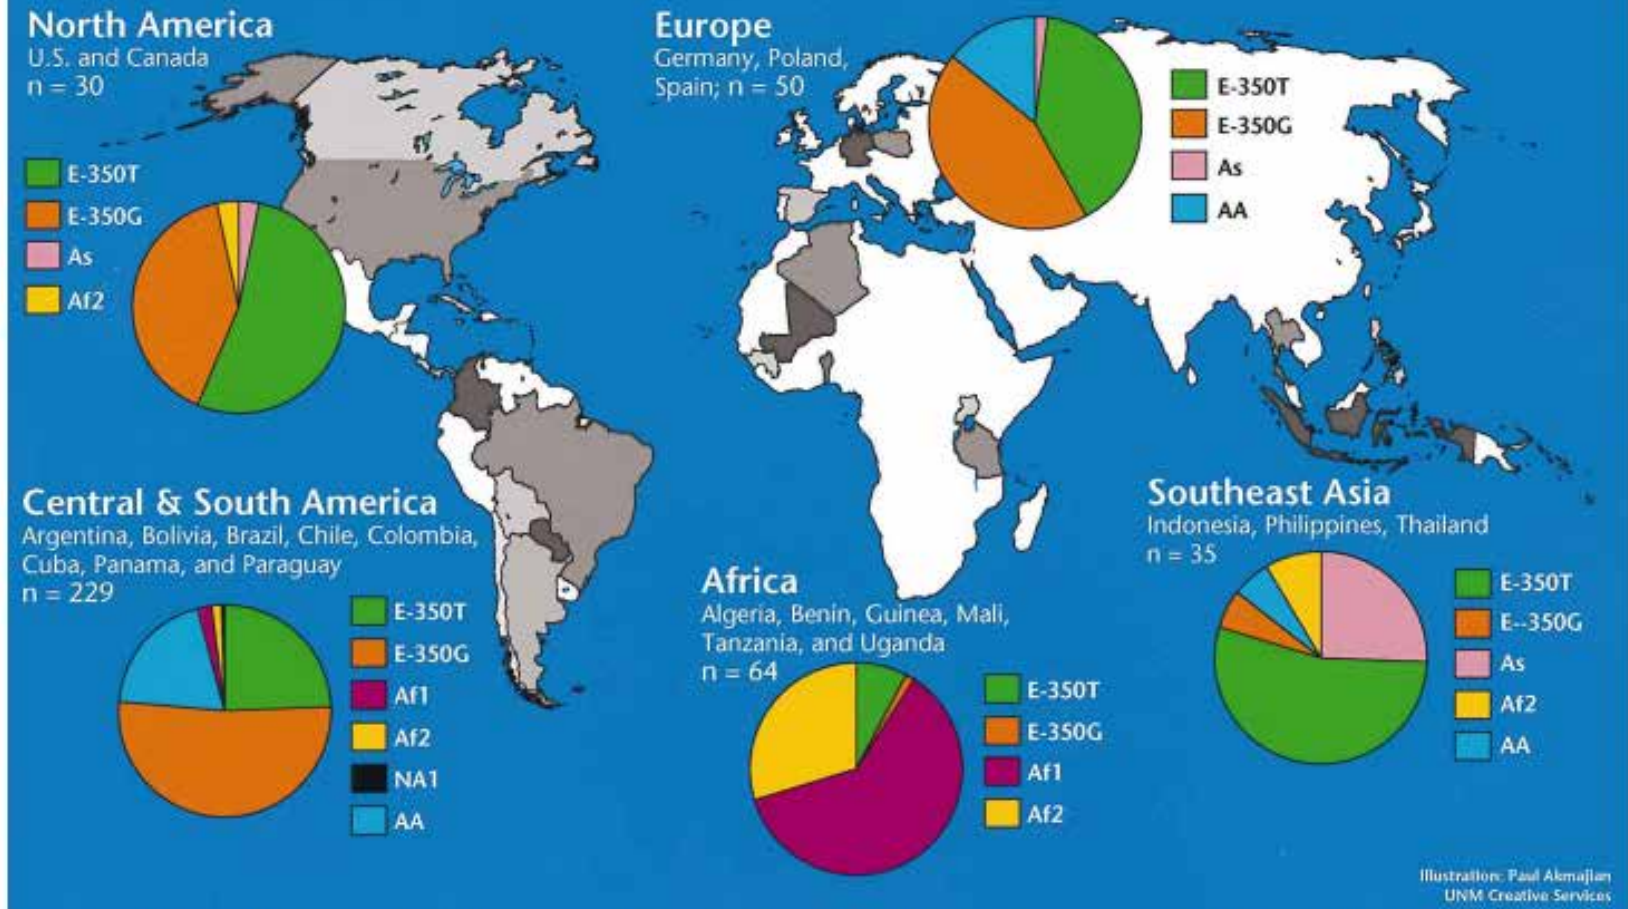 North America
U.S. and Canada
n = 30
E-350T
E-350G
As
Af2
Europe
Germany, Poland,
Spain; n = 50
E-350T
E-350G
As
AA
Central & South America
Argentina, Bolivia, Brazil, Chile, Colombia,
Cuba, Panama, and Paraguay
n = 229
E-350T
E-350G
Af1
Af2
NA1
AA
Africa
Algeria, Benin, Guinea, Mali,
Tanzania, and Uganda
n = 64
E-350T
E-350G
Af1
Af2
Southeast Asia
Indonesia, Philippines, Thailand
n = 35
E-350T
E--350G
As
Af2
AA
Illustration: Paul Akmajian
UNM Creative Services